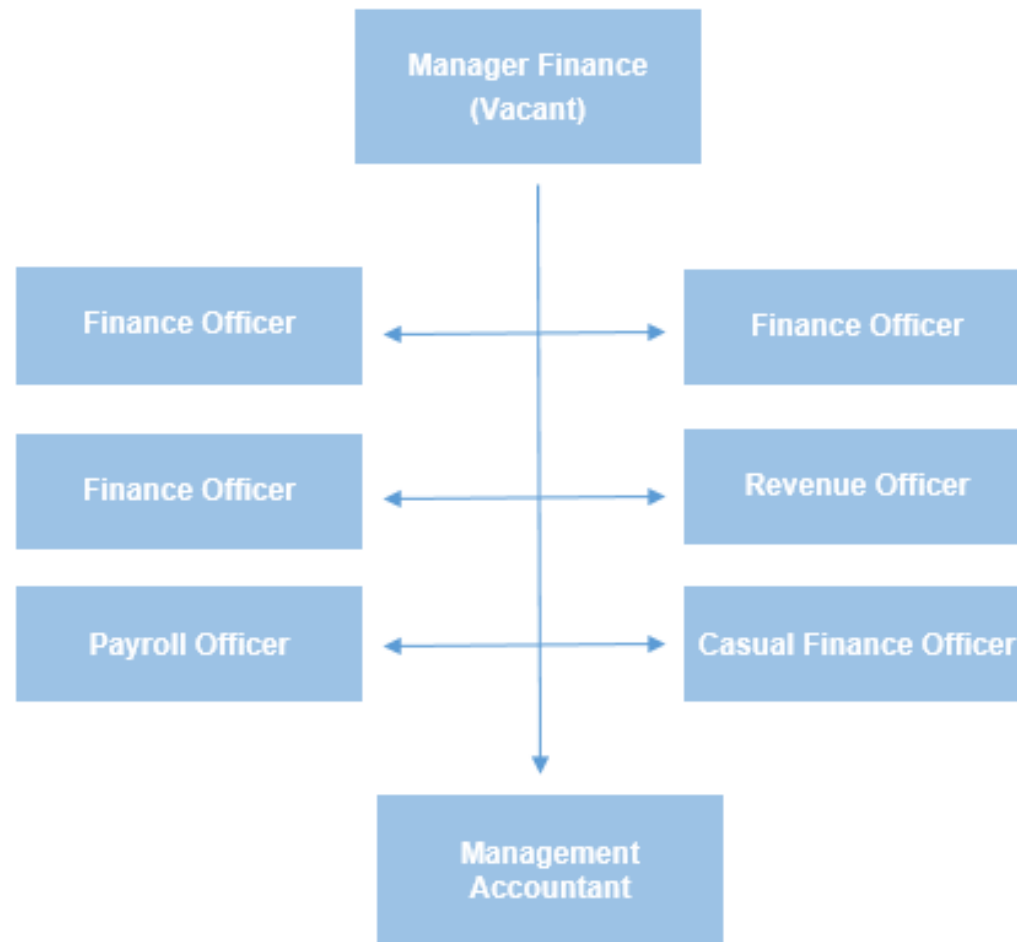 Manager Finance
(Vacant)
Finance Officer
Finance Officer
Finance Officer
Revenue Officer
Payroll Officer
Casual Finance Officer
Management
Accountant